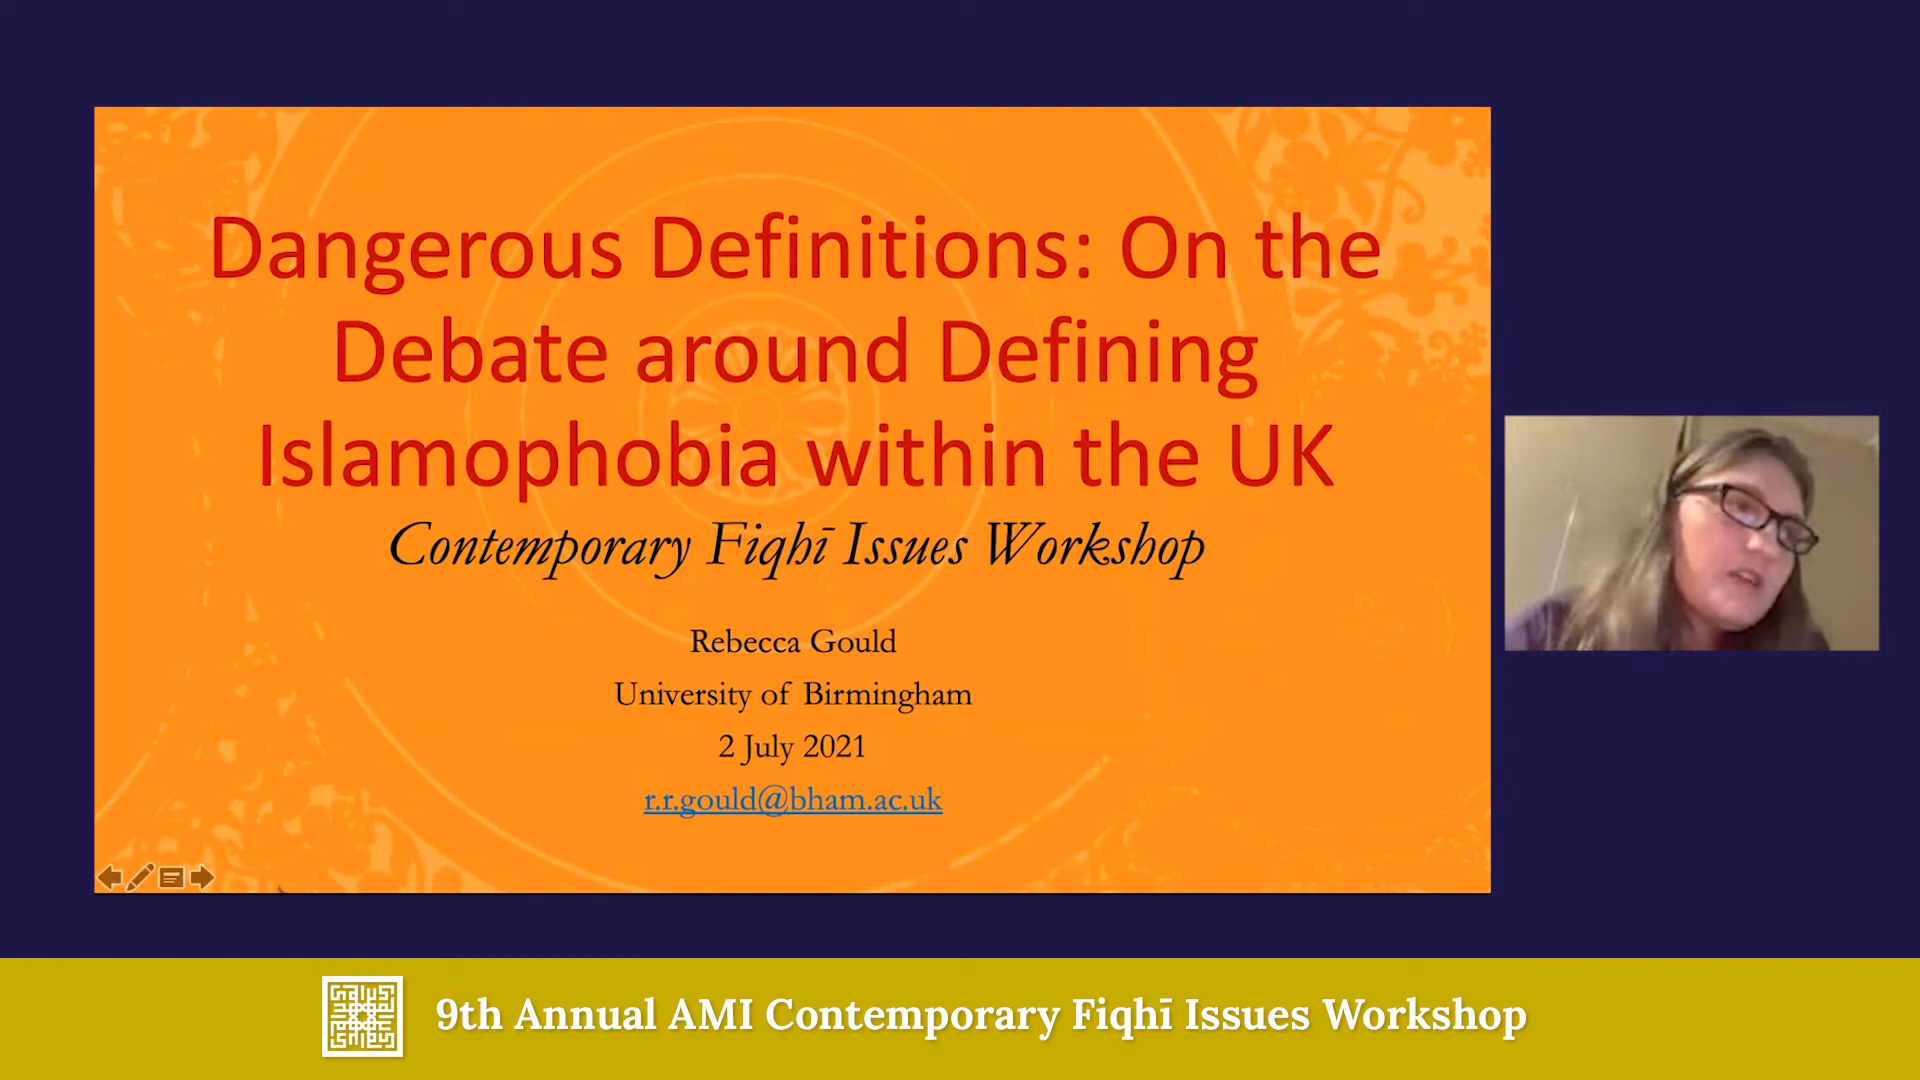 Dangerous Definitions: On the
Debate around Defining
Islamophobia within the UK
Contemporary Fiqhī Issues Workshop
Rebecca Gould
University of Birmingham
2 July 2021
r.r.gould@bham.ac.uk
9th Annual AMI Contemporary Fiqhī Issues Workshop